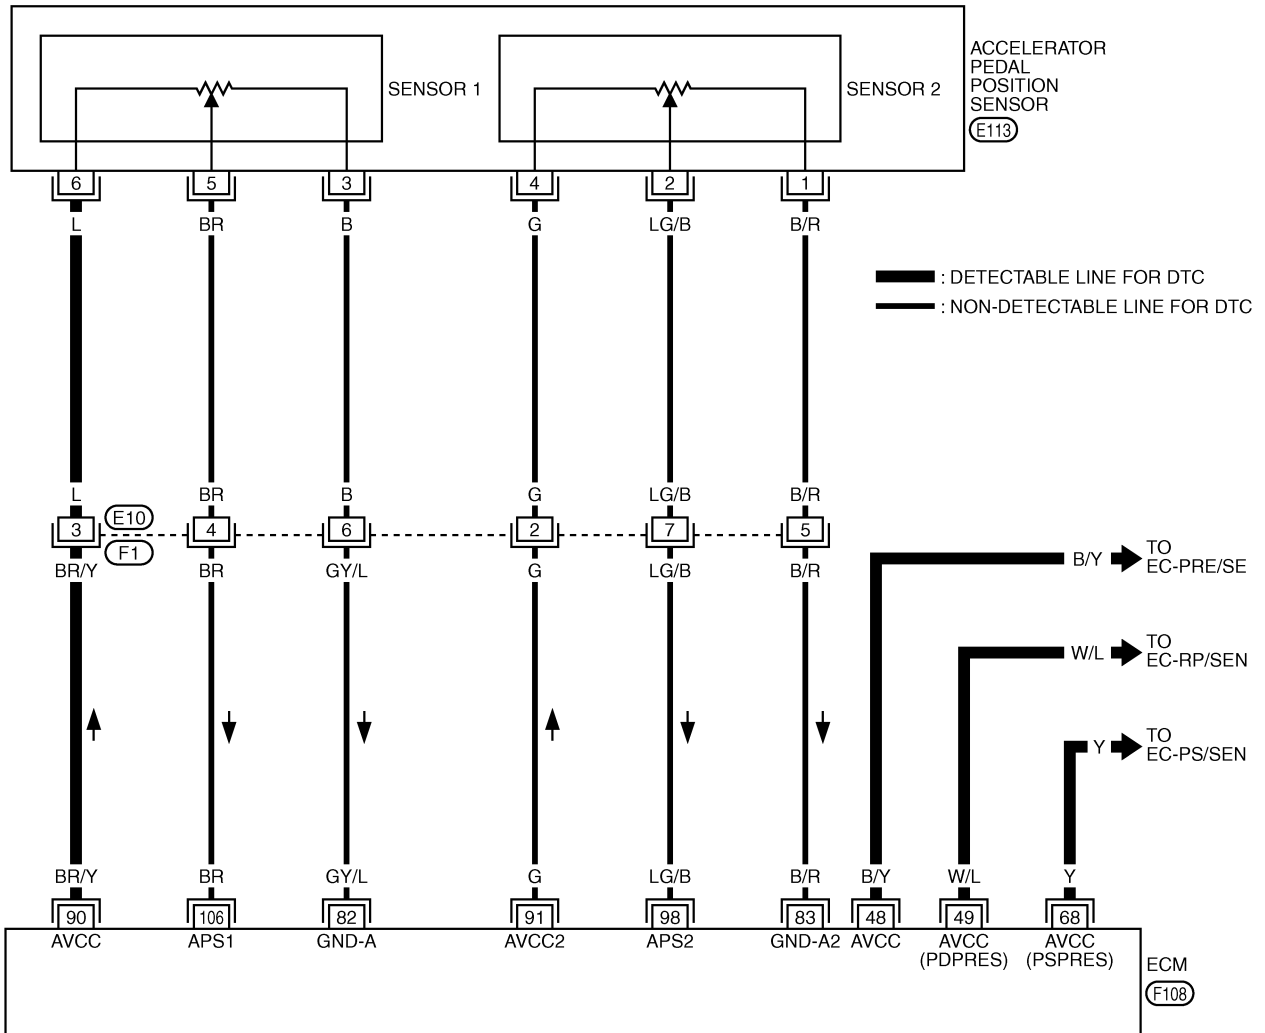 ACCELERATOR
PEDAL
POSITION
SENSOR
E113
SENSOR 1
SENSOR 2
6 5 3 4 2 1
L BR B G LG/B B/R
: DETECTABLE LINE FOR DTC
: NON-DETECTABLE LINE FOR DTC
L BR B G LG/B B/R
E10
3 4 6 2 7 5
F1
BR/Y BR GY/L G LG/B B/R
B/Y
TO
EC-PRE/SE
W/L
TO
EC-RP/SEN
Y
TO
EC-PS/SEN
BR/Y BR GY/L G LG/B B/R B/Y W/L Y
90 106 82 91 98 83 48 49 68
AVCC APS1 GND-A AVCC2 APS2 GND-A2 AVCC AVCC AVCC
(PDPRES) (PSPRES)
ECM
F108